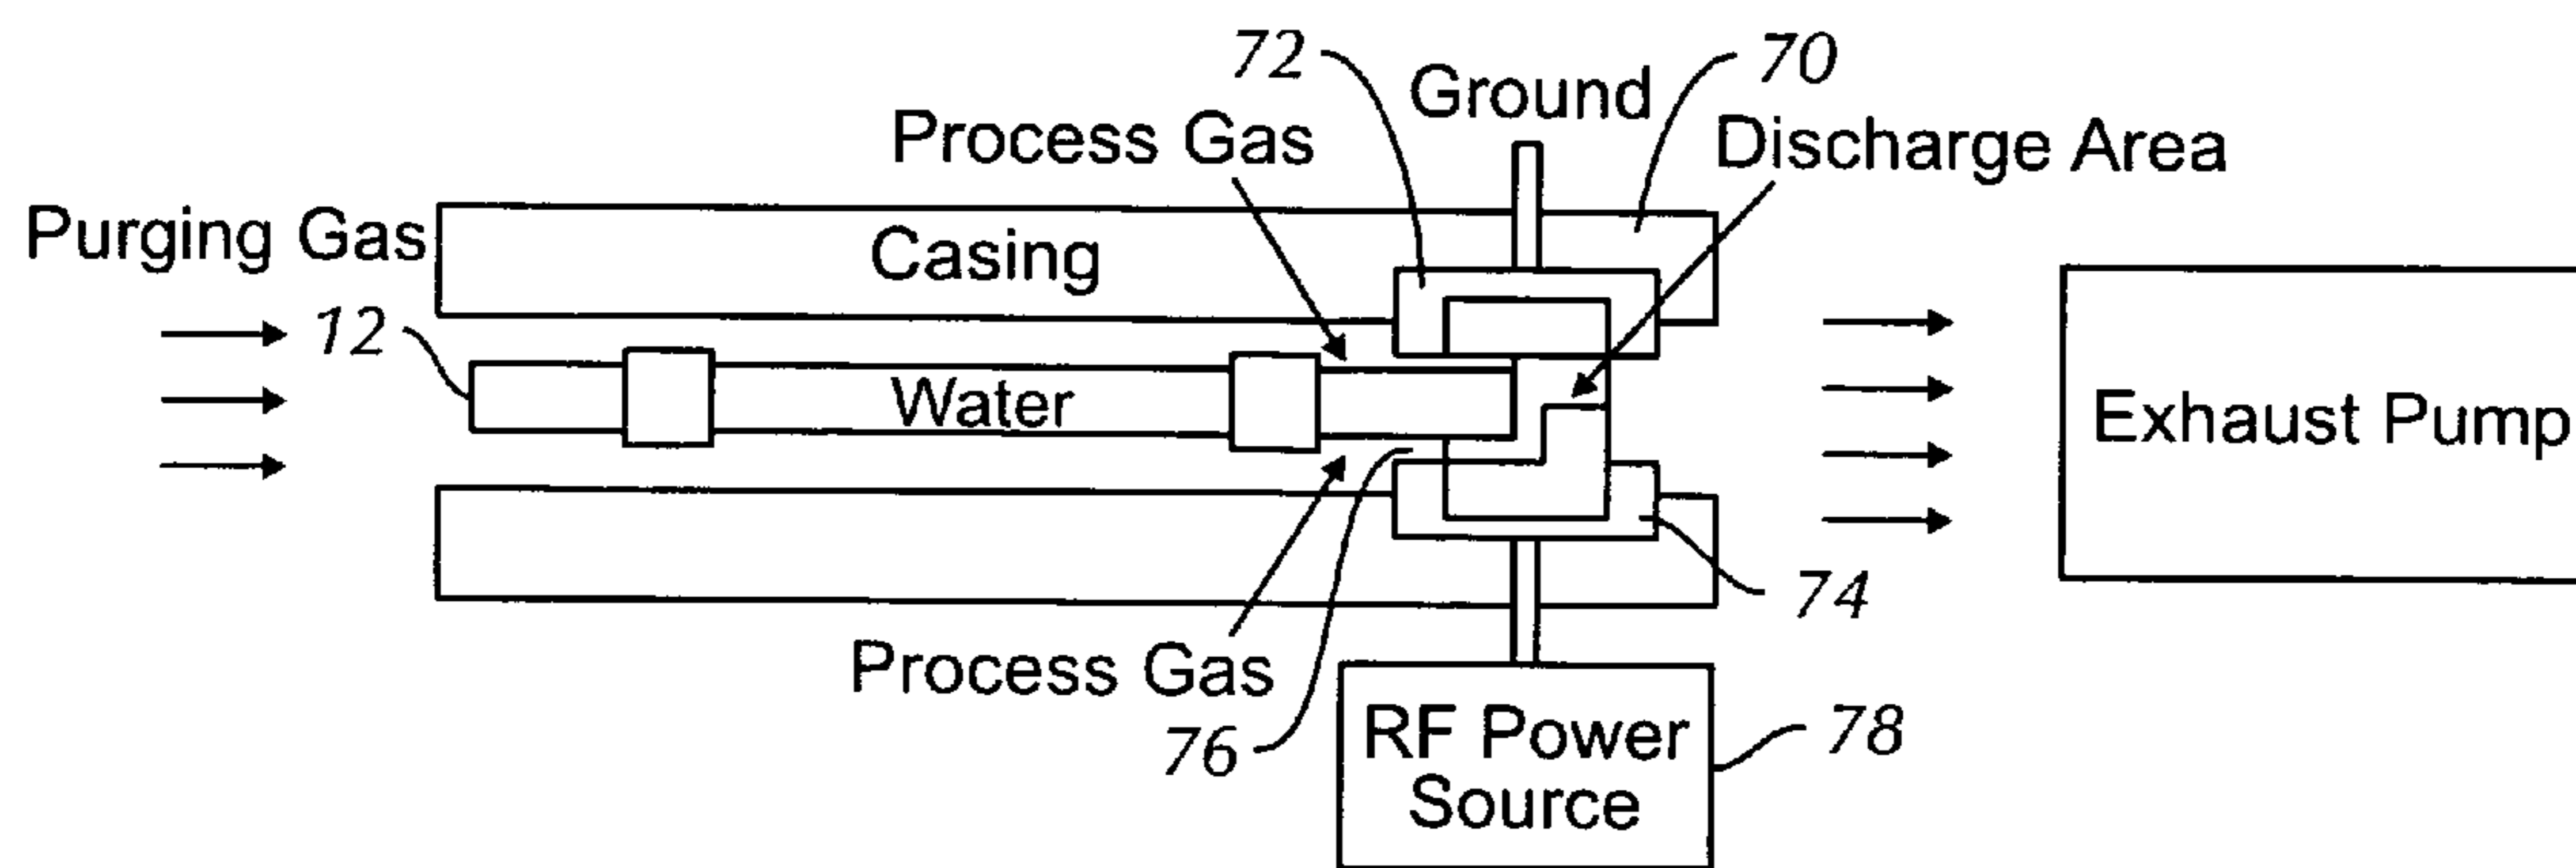 72
Ground
70
Process Gas
Discharge Area
Purging Gas
Casing
12
Water
Exhaust Pump
74
Process Gas
76
RF Power
Source
78